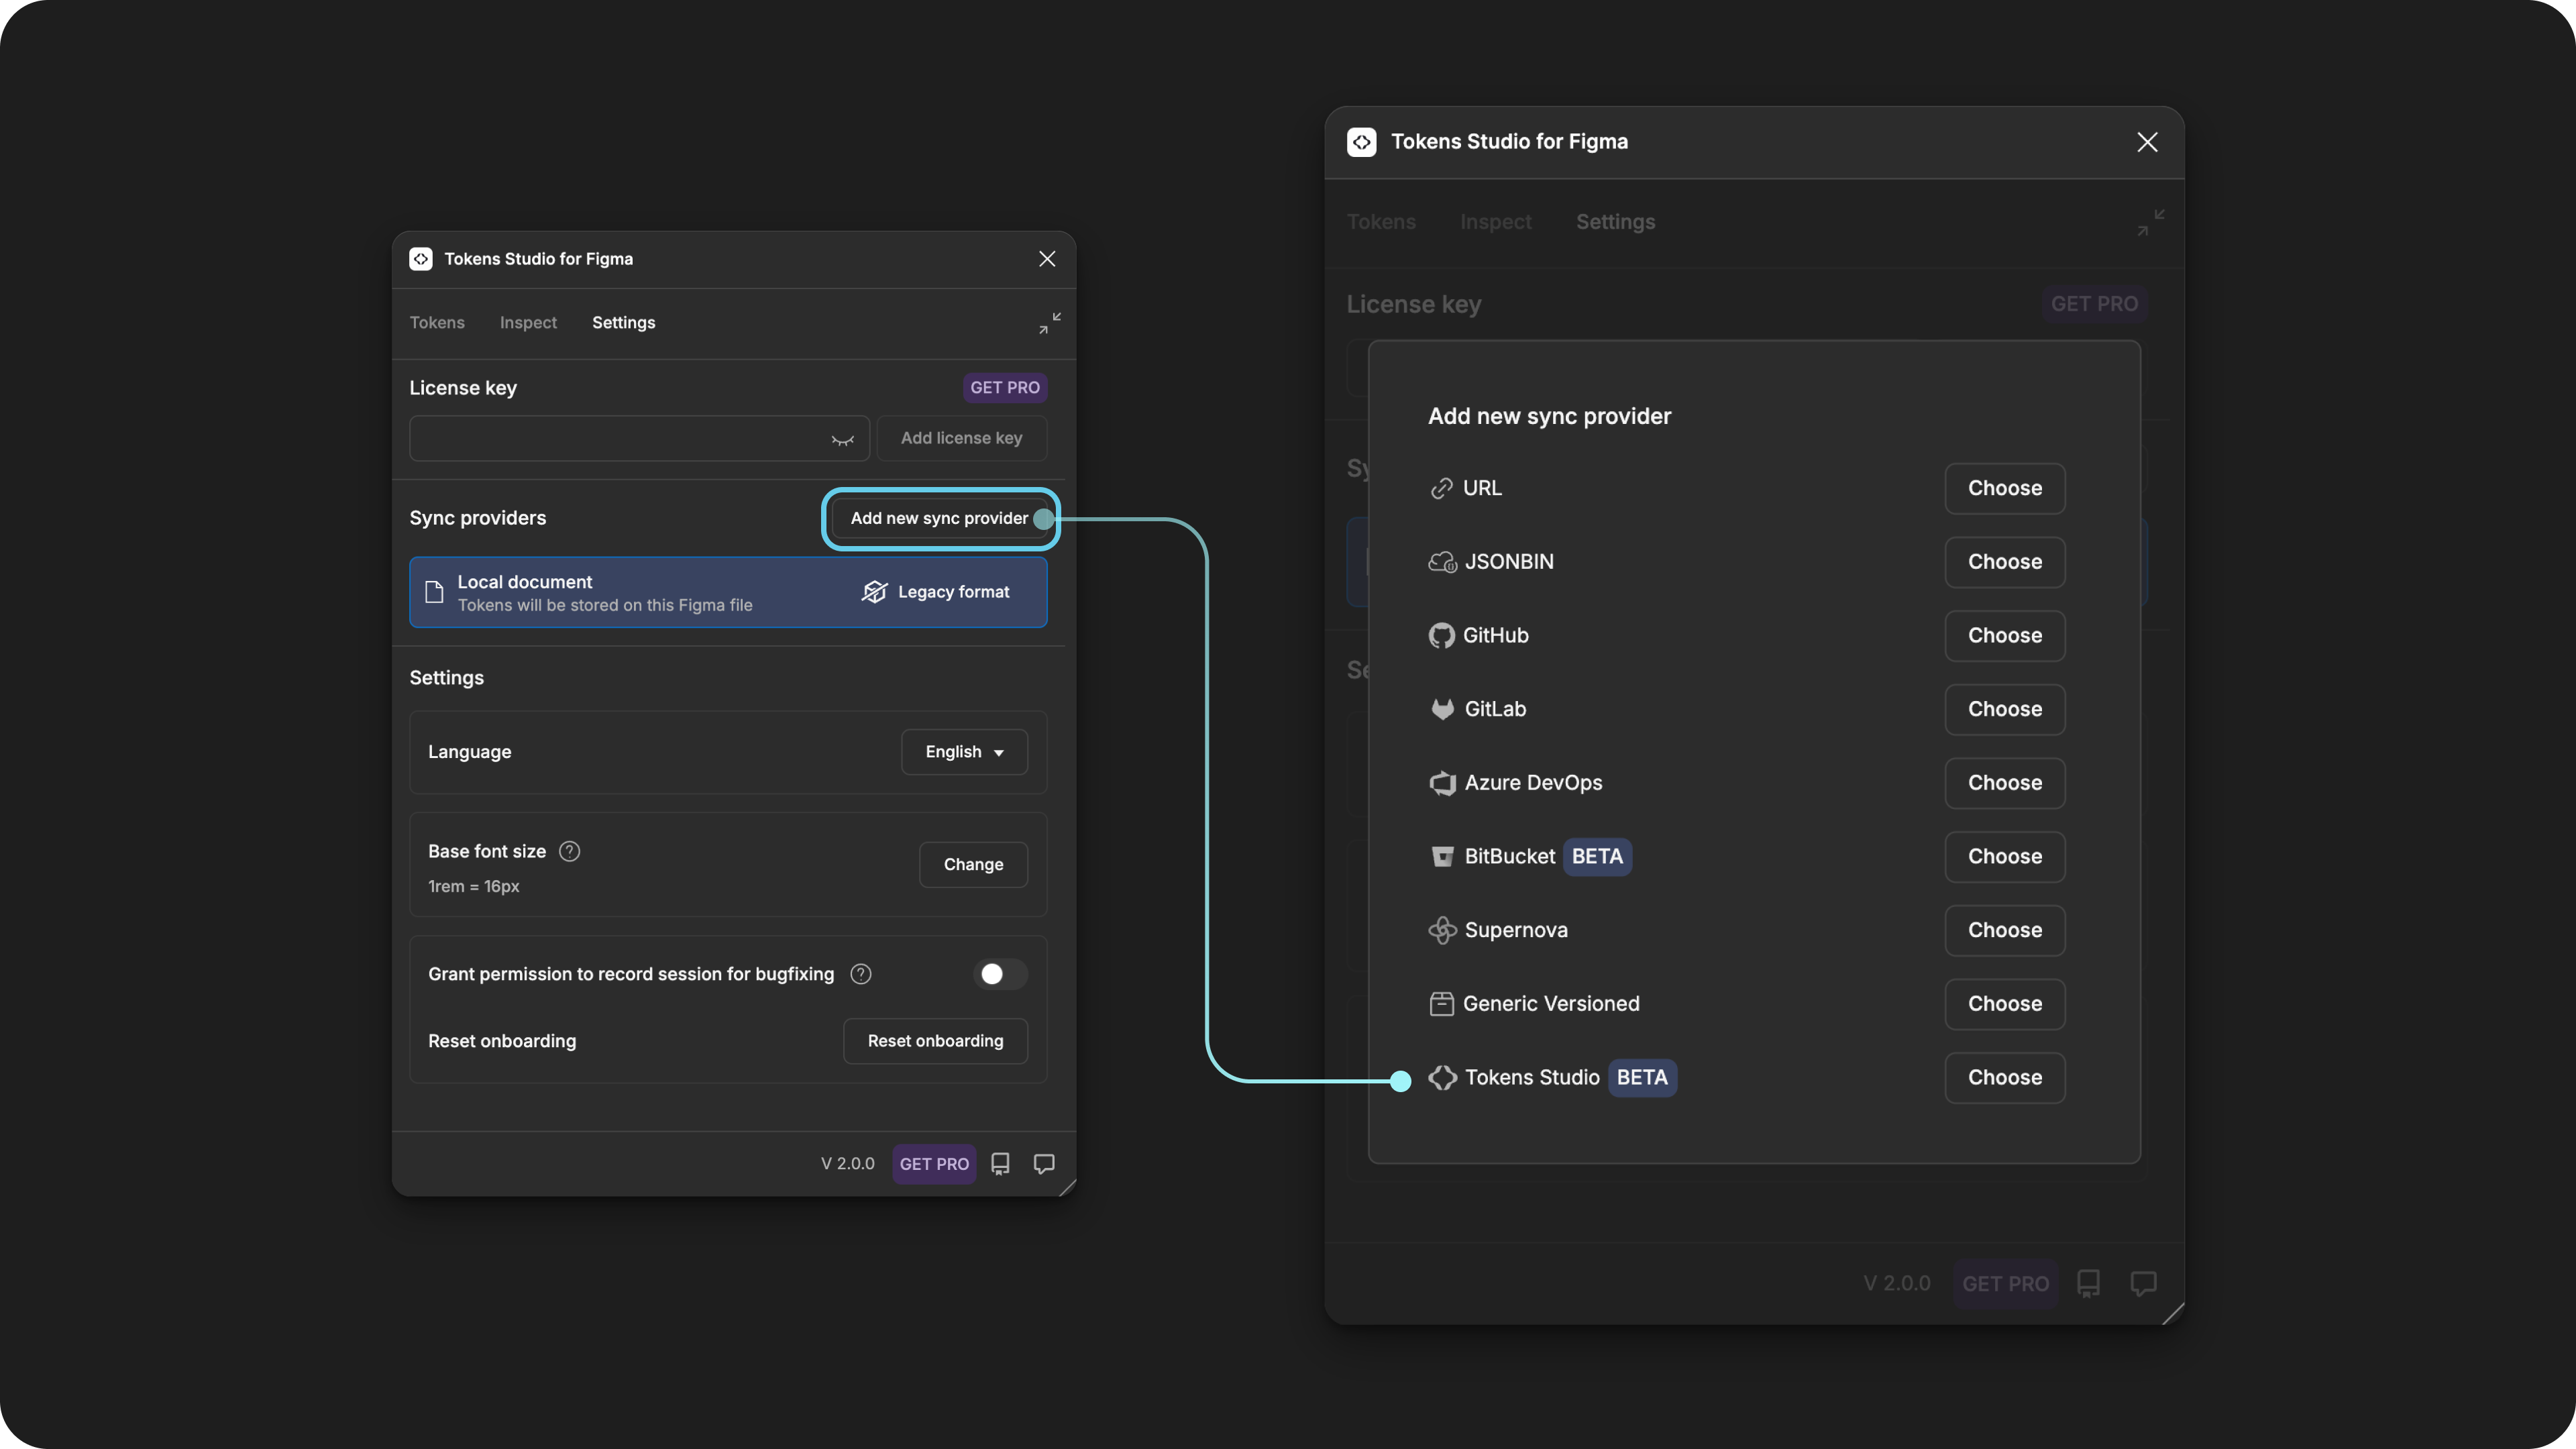 Tokens Studio for Figma
Tokens Inspect Settings
License key GET PRO
Add license key
Sync providers Add new sync provider
Local document
Tokens will be stored on this Figma file
Legacy format
Settings
Language English
Base font size
1rem = 16px
Change
Grant permission to record session for bugfixing
Reset onboarding Reset onboarding
V 2.0.0 GET PRO
Tokens Studio for Figma
Tokens Inspect Settings
License key GET PRO
Sy
Se
Add new sync provider
URL Choose
JSONBIN Choose
GitHub Choose
GitLab Choose
Azure DevOps Choose
BitBucket BETA Choose
Supernova Choose
Generic Versioned Choose
Tokens Studio BETA Choose
V 2.0.0 GET PRO